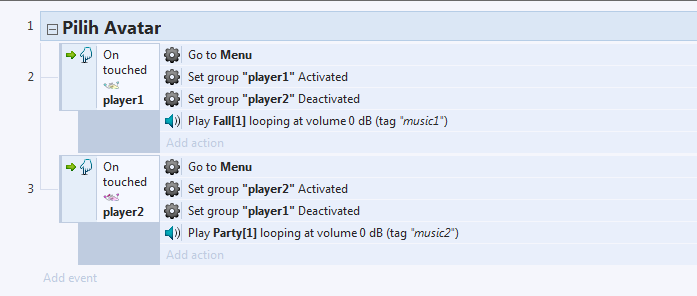 1 Pilih Avatar
2
On touched
player1
Go to Menu
Set group "player1" Activated
Set group "player2" Deactivated
Play Fall[1] looping at volume 0 dB (tag "music1")
Add action
3
On touched
player2
Go to Menu
Set group "player2" Activated
Set group "player1" Deactivated
Play Party[1] looping at volume 0 dB (tag "music2")
Add action
Add event